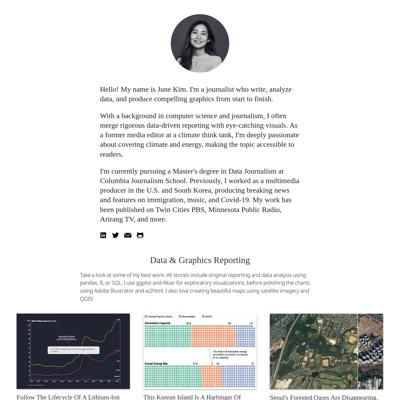 Hello! My name is June Kim. I'm a journalist who write, analyze
data, and produce compelling graphics from start to finish.
With a background in computer science and journalism, I often
merge rigorous data-driven reporting with eye-catching visuals. As
a former media editor at a climate think tank, I'm deeply passionate
about covering climate and energy, making the topic accessible to
readers.
I'm currently pursuing a Master's degree in Data Journalism at
Columbia Journalism School. Previously, I worked as a multimedia
producer in the U.S. and South Korea, producing breaking news
and features on immigration, music, and Covid-19. My work has
been published on Twin Cities PBS, Minnesota Public Radio,
Arirang TV, and more.
Data & Graphics Reporting
Take a look at some of my best work. All stories include original reporting and data analysis using
pandas, R, or SQL. I use ggplot and Altair for exploratory visualizations, before polishing the charts
using Adobe Illustrator and ai2html. I also love creating beautiful maps using satellite imagery and
QGIS!
Generation Capacity
Actual Energy Mix
Follow The Lifecycle Of A Lithium-Ion
This Korean Island Is A Harbinger Of
Seoul's Forested Oases Are Disappearing.